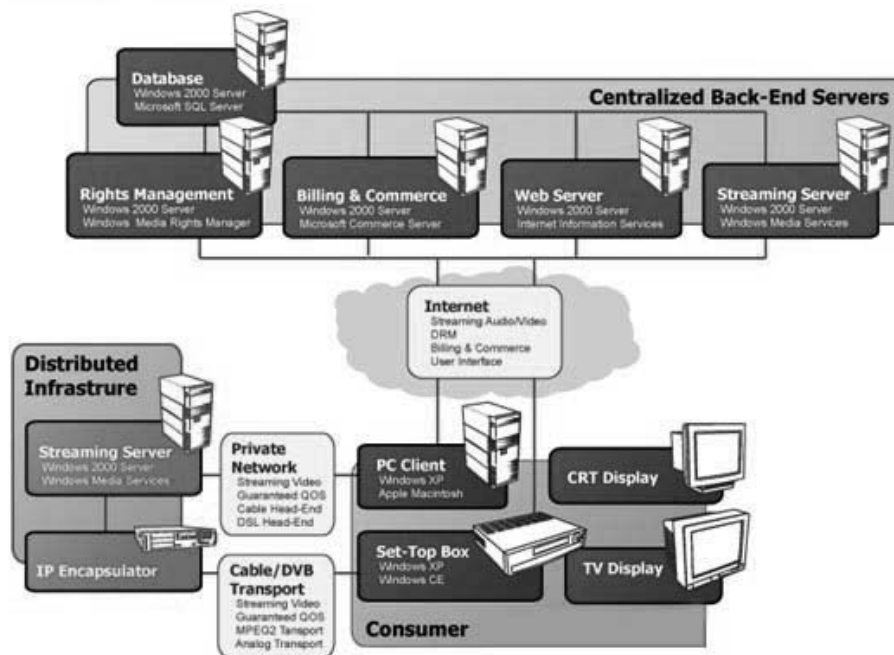 Database
Windows 2000 Server
Microsoft SQL Server
Centralized Back-End Servers
Rights Management
Windows 2000 Server
Windows Media Rights Manager
Billing & Commerce
Windows 2000 Server
Microsoft Commerce Server
Web Server
Windows 2000 Server
Internet Information Services
Streaming Server
Windows 2000 Server
Windows Media Services
Internet
Streaming Audio/Video
DRM
Billing & Commerce
User Interface
Distributed
Infrastrure
Streaming Server
Windows 2000 Server
Windows Media Services
Private
Network
Streaming Video
Guaranteed QOS
Cable Head-End
DSL Head-End
PC Client
Windows XP
Apple Macintosh
CRT Display
IP Encapsulator
Cable/DVB
Transport
Streaming Video
Guaranteed QOS
MPEG2 Tansport
Analog Transport
Set-Top Box
Windows XP
Windows CE
TV Display
Consumer